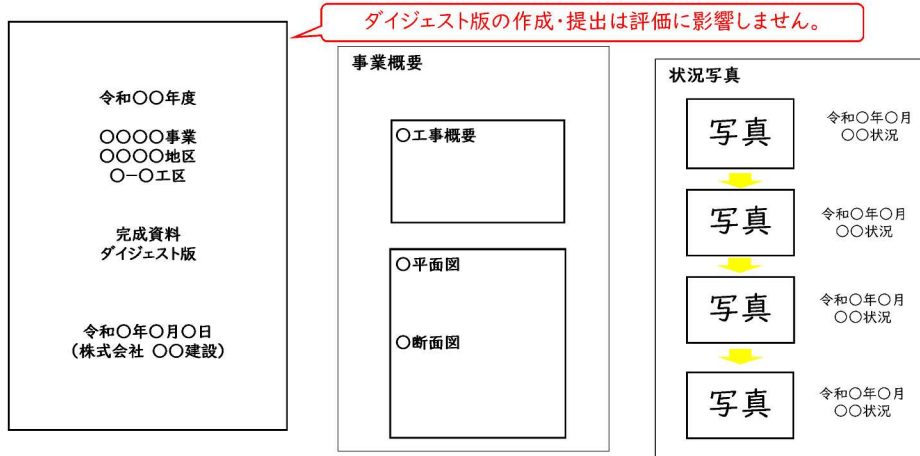 ダイジェスト版の作成・提出は評価に影響しません。
令和〇〇年度
〇〇〇〇事業
〇〇〇〇地区
〇ー〇工区
完成資料
ダイジェスト版
令和〇年〇月〇日
(株式会社 〇〇建設)
事業概要
〇工事概要
〇平面図
〇断面図
状況写真
写真
令和〇年〇月
〇〇状況
写真
令和〇年〇月
〇〇状況
写真
令和〇年〇月
〇〇状況
写真
令和〇年〇月
〇〇状況